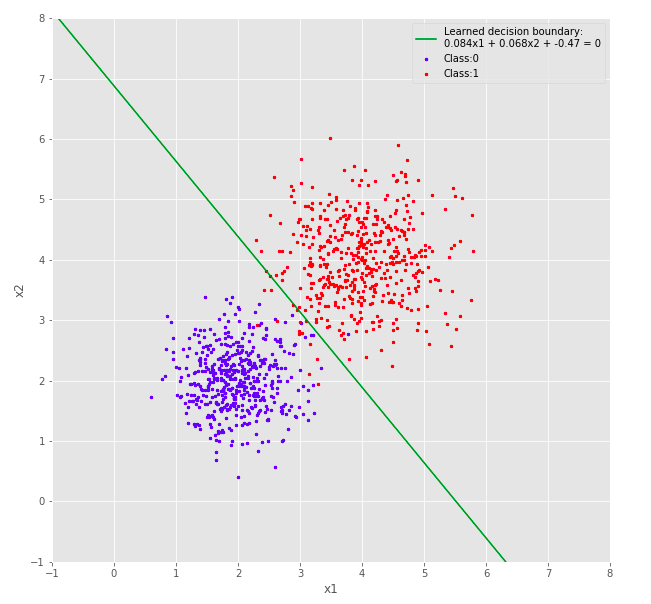 Learned decision boundary:
0.084x1 + 0.068x2 + -0.47 = 0
Class:0
Class:1
8
7
6
5
4
3
2
1
0
−1
x2
−1 0 1 2 3 4 5 6 7 8
x1